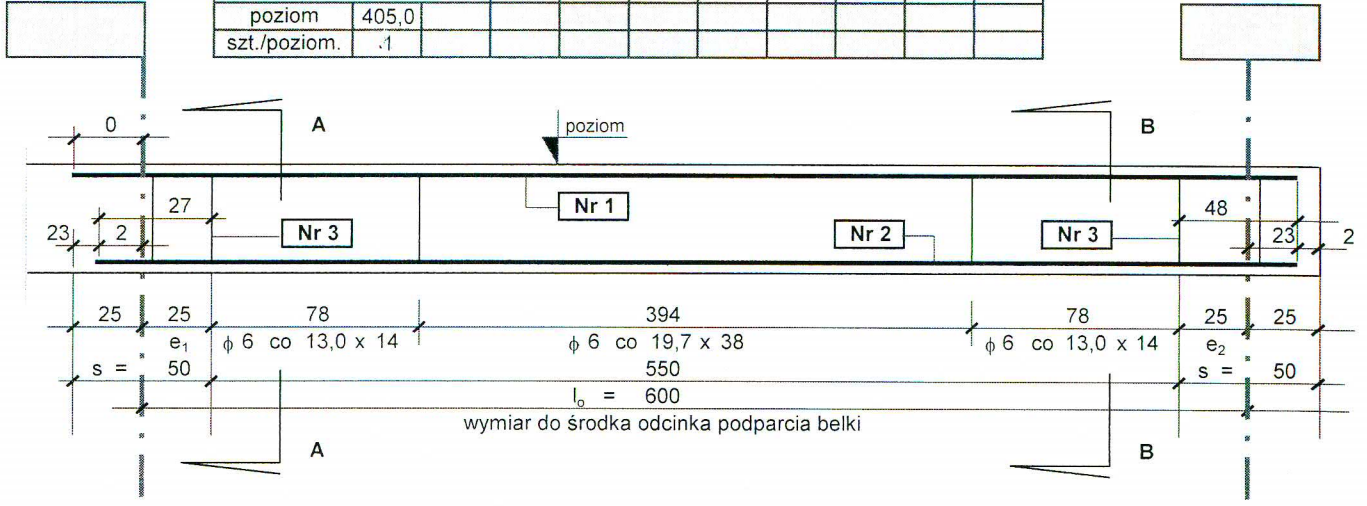 poziom 405,0
szt./poziom. 1
0 A poziom B
27 Nr 1 48
23 2 Nr 3 Nr 2 Nr 3 23 2
25 25 78 394 78 25 25
e₁ ϕ 6 co 13,0 x 14 ϕ 6 co 19,7 x 38 ϕ 6 co 13,0 x 14 e₂
s = 50 550 s = 50
lₒ = 600
wymiar do środka odcinka podparcia belki
A B